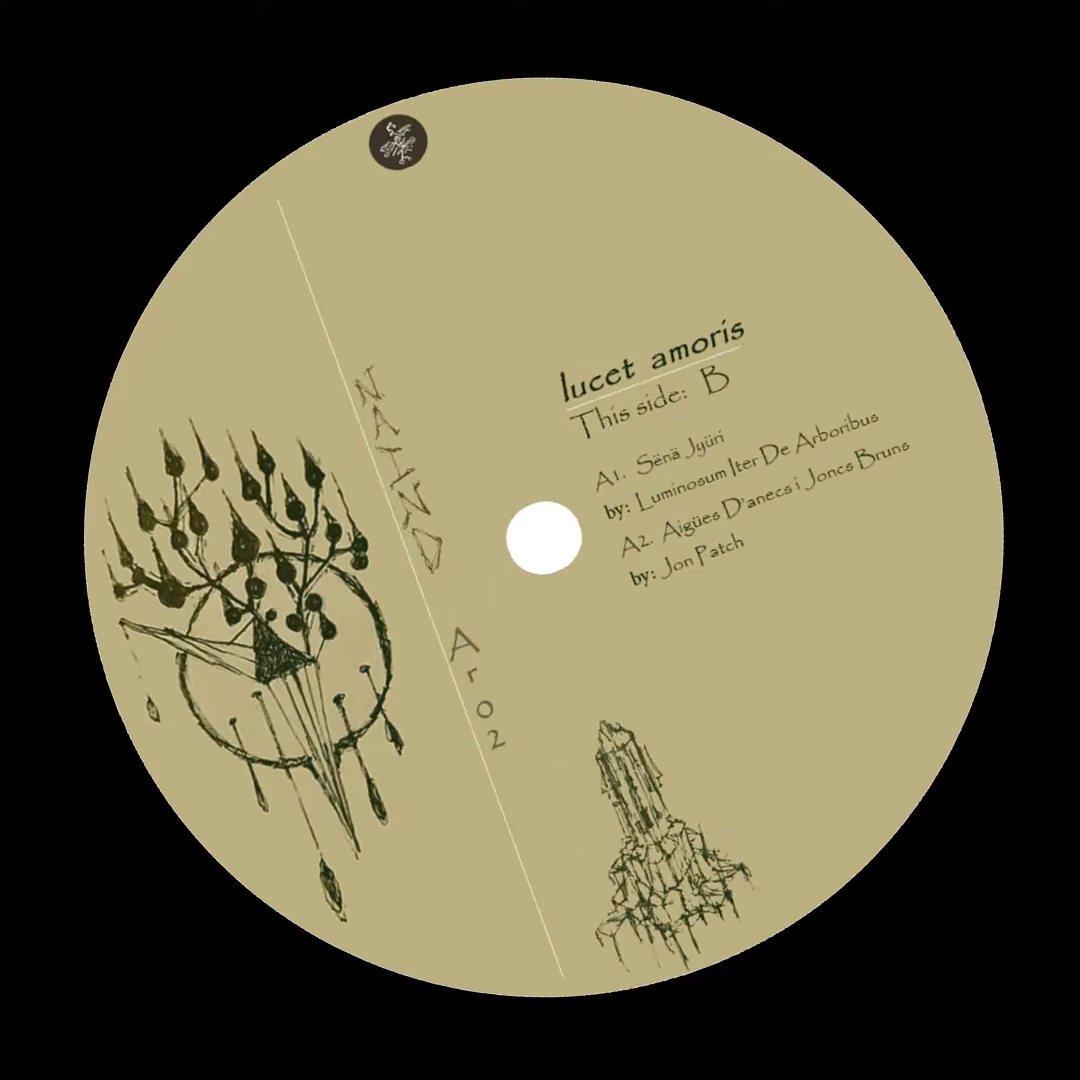 lucet amoris
This side: B
A1. Sënä Jyüri
by: Luminosum Iter De Arboribus
A2. Aigües D'anecs i Joncs Bruns
by: Jon Patch
Ar02